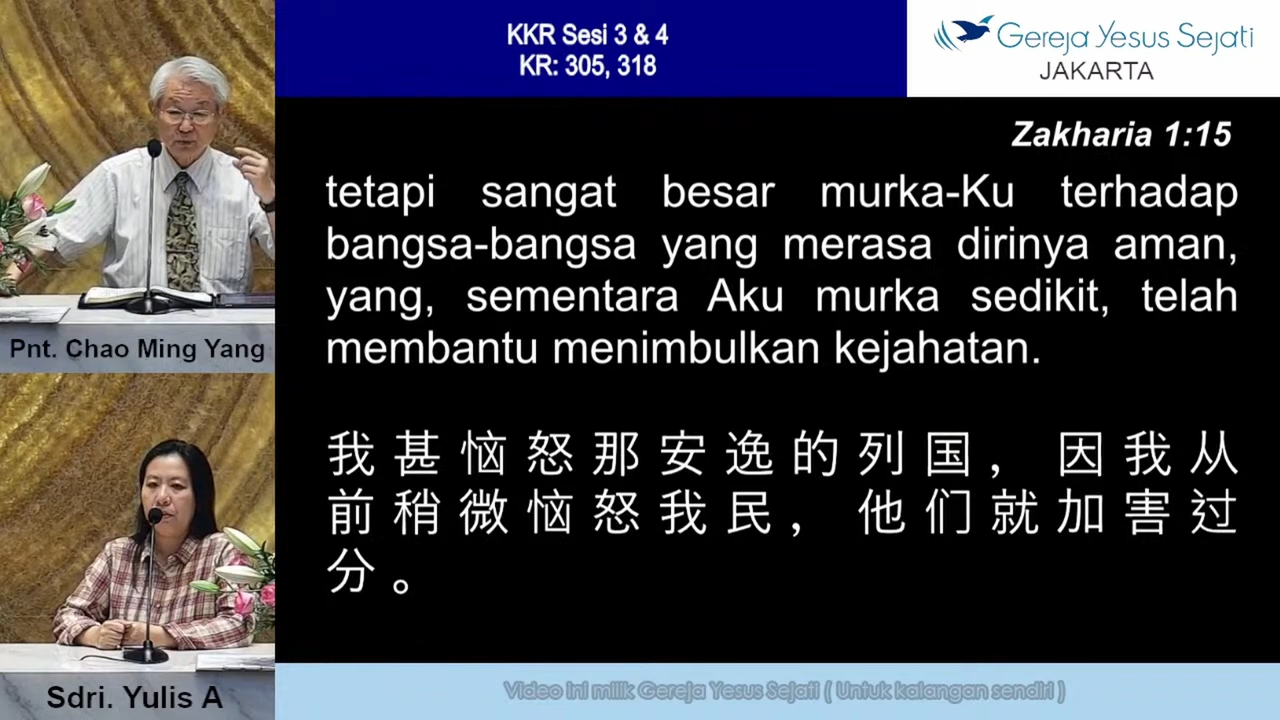 KKR Sesi 3 & 4
KR: 305, 318
Gereja Yesus Sejati
JAKARTA
Zakharia 1:15
tetapi sangat besar murka-Ku terhadap
bangsa-bangsa yang merasa dirinya aman,
yang, sementara Aku murka sedikit, telah
membantu menimbulkan kejahatan.
我甚恼怒那安逸的列国，因我从
前稍微恼怒我民，他们就加害过
分。
Pnt. Chao Ming Yang
Sdri. Yulis A
Video ini milik Gereja Yesus Sejati ( Untuk kalangan sendiri )